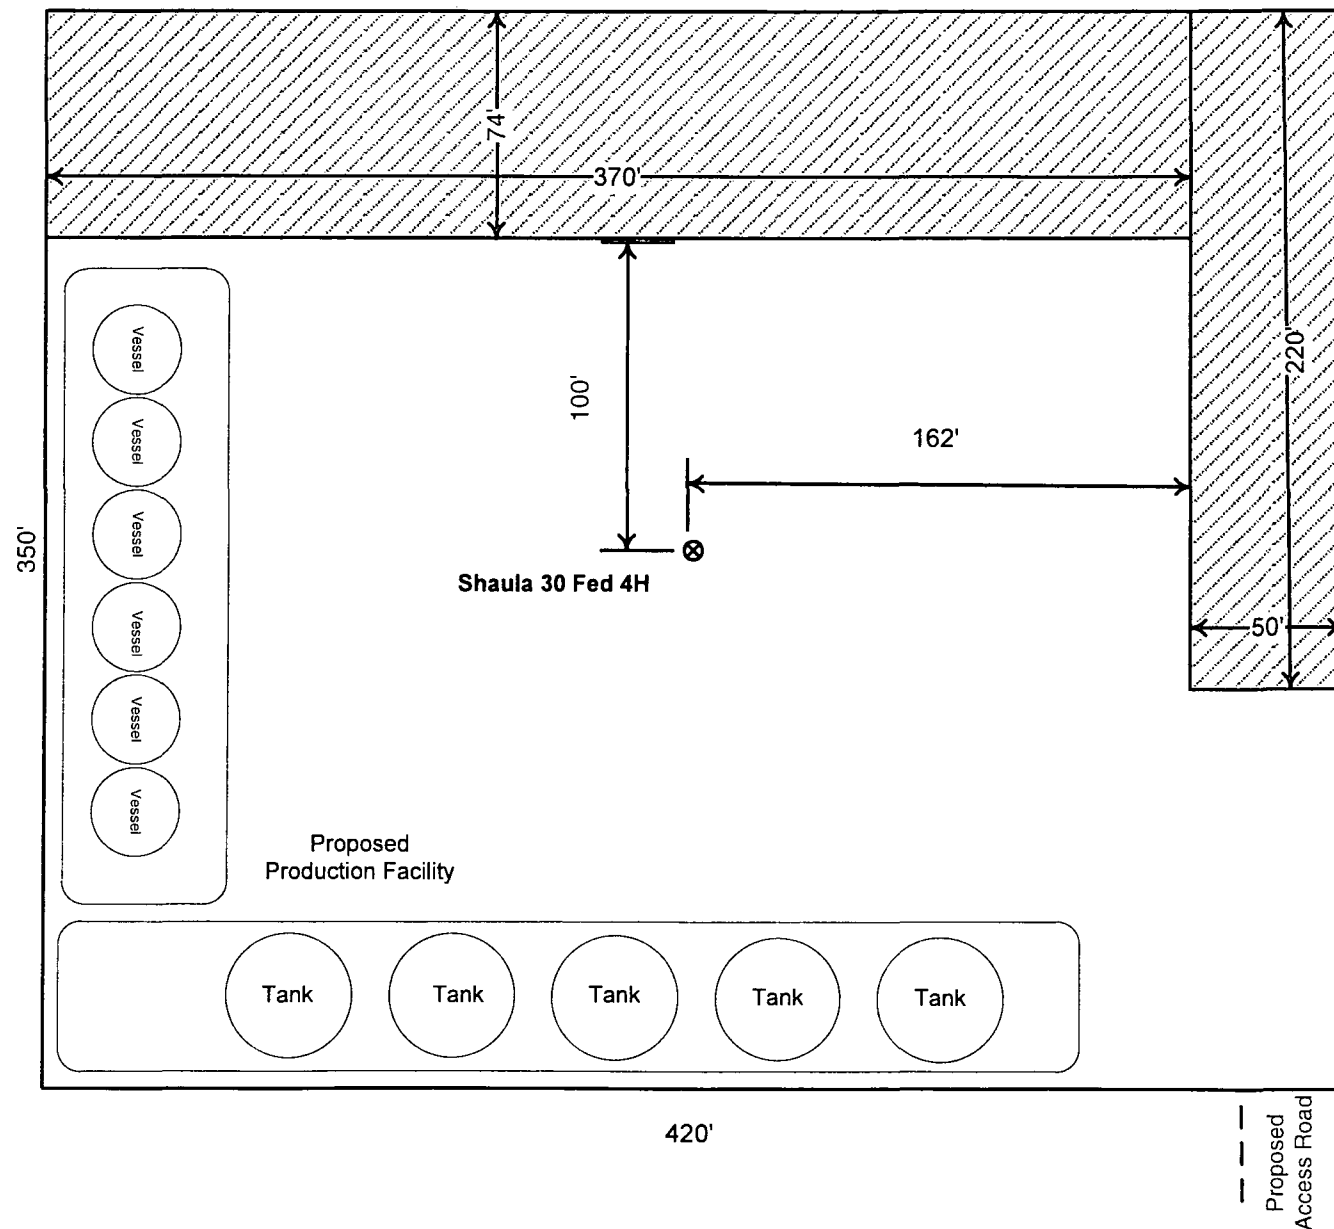 74'
370'
220'
Vessel
Vessel
100'
162'
Vessel
350'
Shaula 30 Fed 4H
Vessel
50'
Vessel
Vessel
Proposed
Production Facility
Tank
Tank
Tank
Tank
Tank
420'
Proposed
Access Road